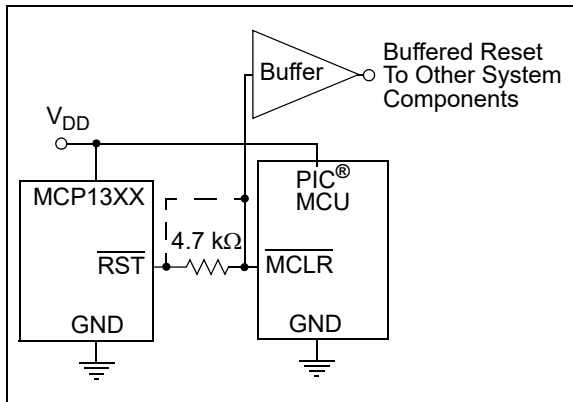 Buffer
Buffered Reset
To Other System
Components
VDD
MCP13XX
PIC®
MCU
RST
4.7 kΩ
MCLR
GND
GND